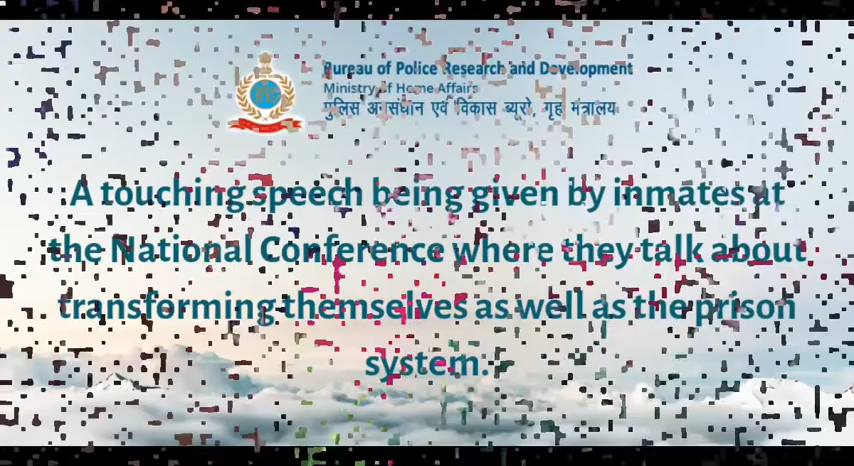 Bureau of Police Research and Development
Ministry of Home Affairs
पुलिस अनुसंधान एवं विकास ब्यूरो, गृह मंत्रालय
A touching speech being given by inmates at
the National Conference where they talk about
transforming themselves as well as the prison
system.